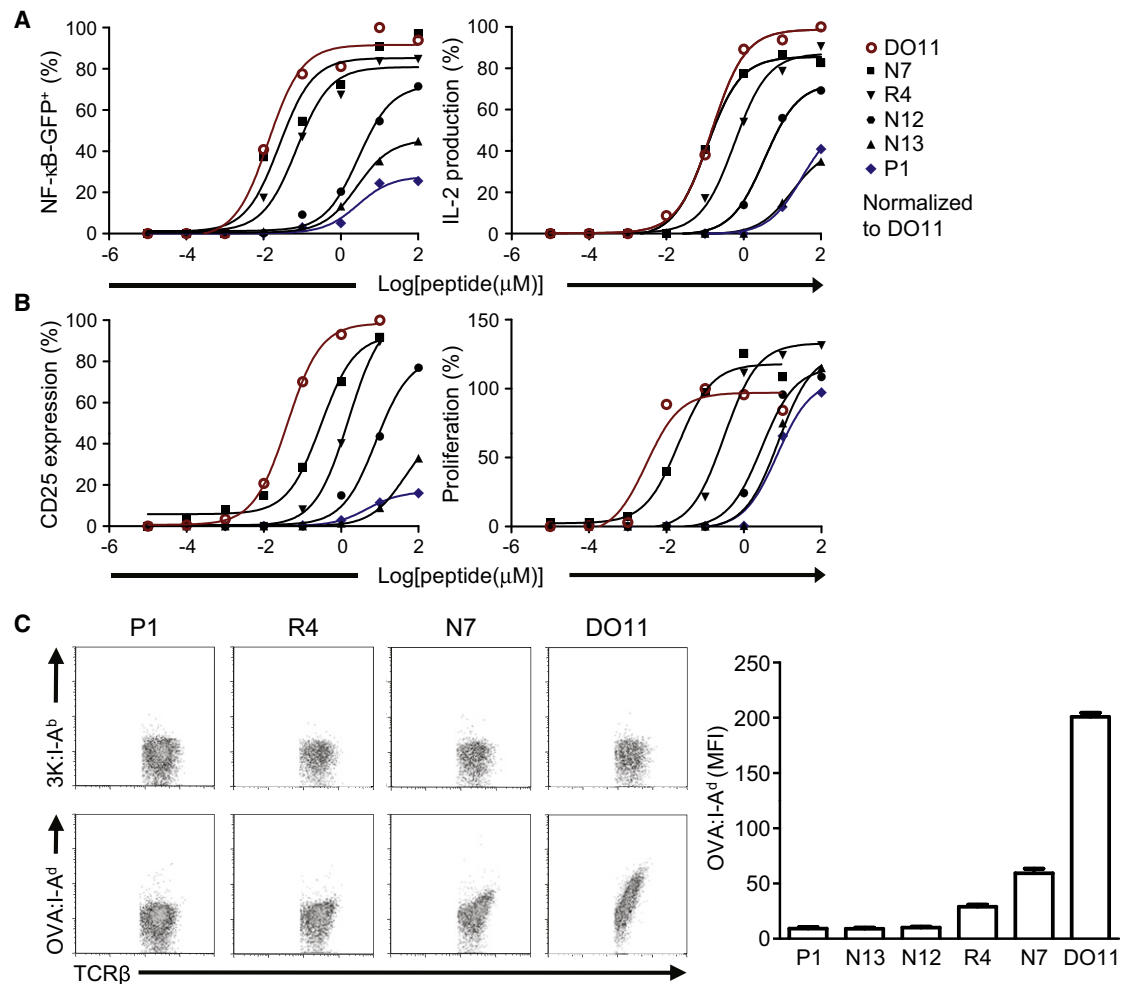 A
NF-κB-GFP⁺ (%)
100
80
60
40
20
0
-6 -4 -2 0 2
IL-2 production (%)
100
80
60
40
20
0
-6 -4 -2 0 2
DO11
N7
R4
N12
N13
P1
Normalized
to DO11
Log[peptide(μM)]
B
CD25 expression (%)
100
80
60
40
20
0
-6 -4 -2 0 2
Proliferation (%)
150
100
50
0
-6 -4 -2 0 2
Log[peptide(μM)]
C
P1 R4 N7 DO11
3K:I-Aᵇ
OVA:I-Aᵈ
TCRβ
OVA:I-Aᵈ (MFI)
250
200
150
100
50
0
P1 N13 N12 R4 N7 DO11